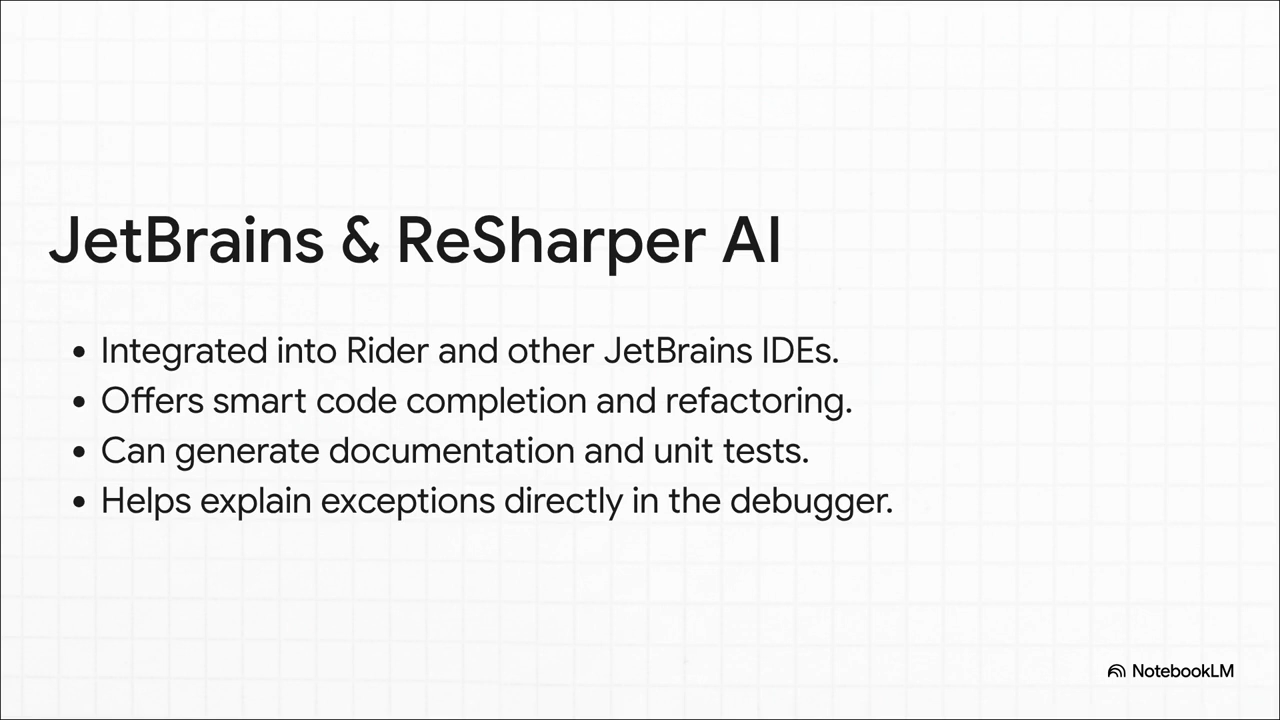 JetBrains & ReSharper AI
• Integrated into Rider and other JetBrains IDEs.
• Offers smart code completion and refactoring.
• Can generate documentation and unit tests.
• Helps explain exceptions directly in the debugger.
NotebookLM